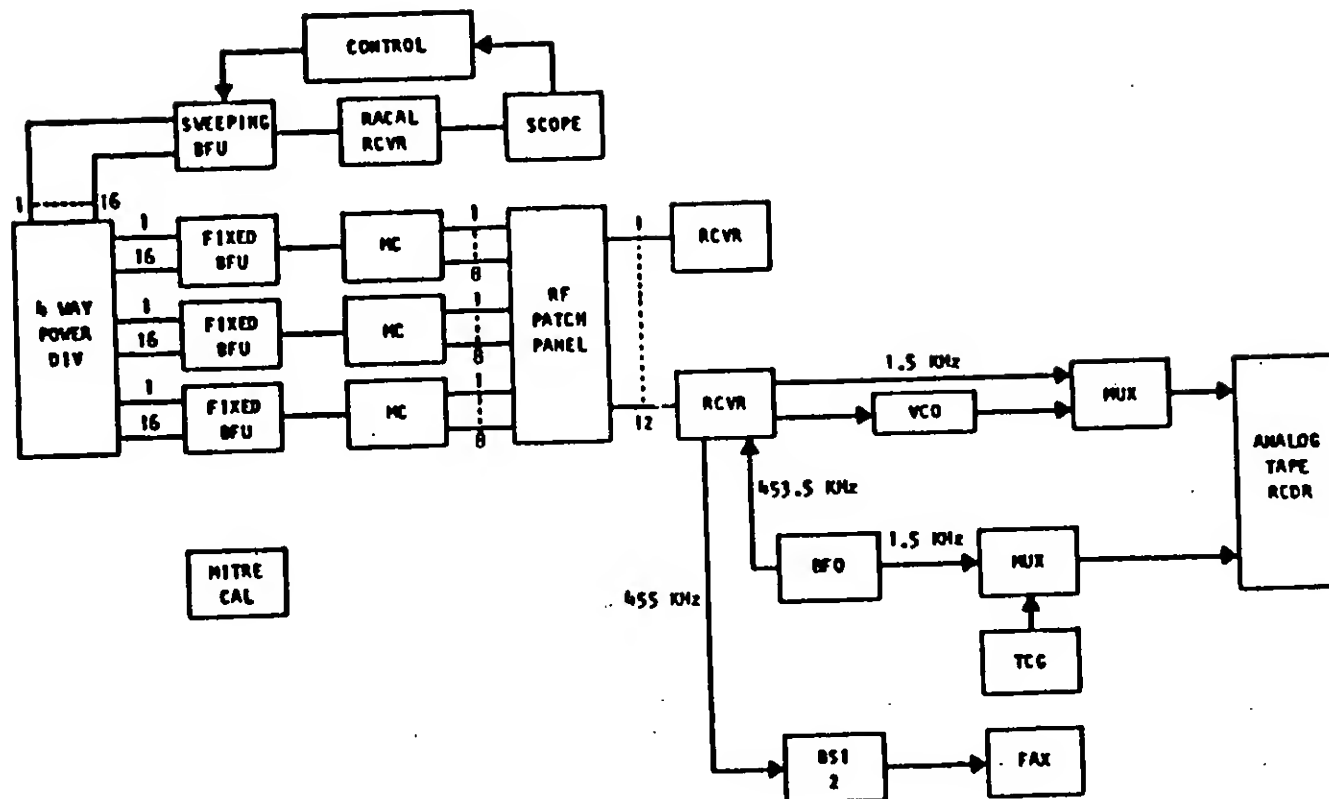 CONTROL
SWEEPING
BFU
RACAL
RCVR
SCOPE
1
16
4 WAY
POWER
DIV
1
16
FIXED
BFU
MC
1
8
1
16
FIXED
BFU
MC
1
8
1
16
FIXED
BFU
MC
1
8
RF
PATCH
PANEL
1
12
RCVR
RCVR
1.5 KHz
VCO
MUX
ANALOG
TAPE
RCDR
453.5 KHz
BFO
1.5 KHz
MUX
TCG
455 KHz
MITRE
CAL
BST
2
FAX